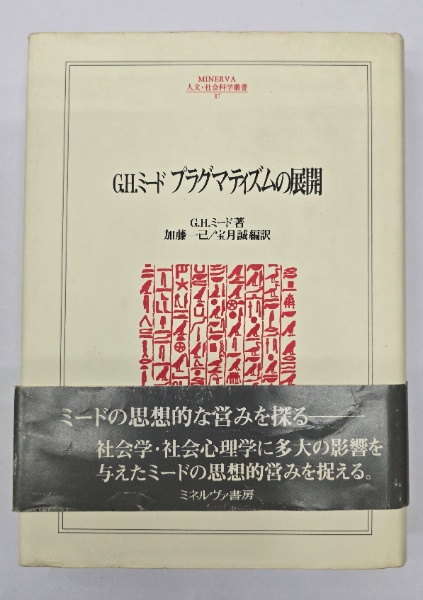 MINERVA
人文・社会科学叢書
87
G.H.ミード プラグマティズムの展開
G.H.ミード著
加藤一己/宝月誠編訳
ミードの思想的な営みを探る――
社会学・社会心理学に多大の影響を
与えたミードの思想的営みを捉える。
ミネルヴァ書房